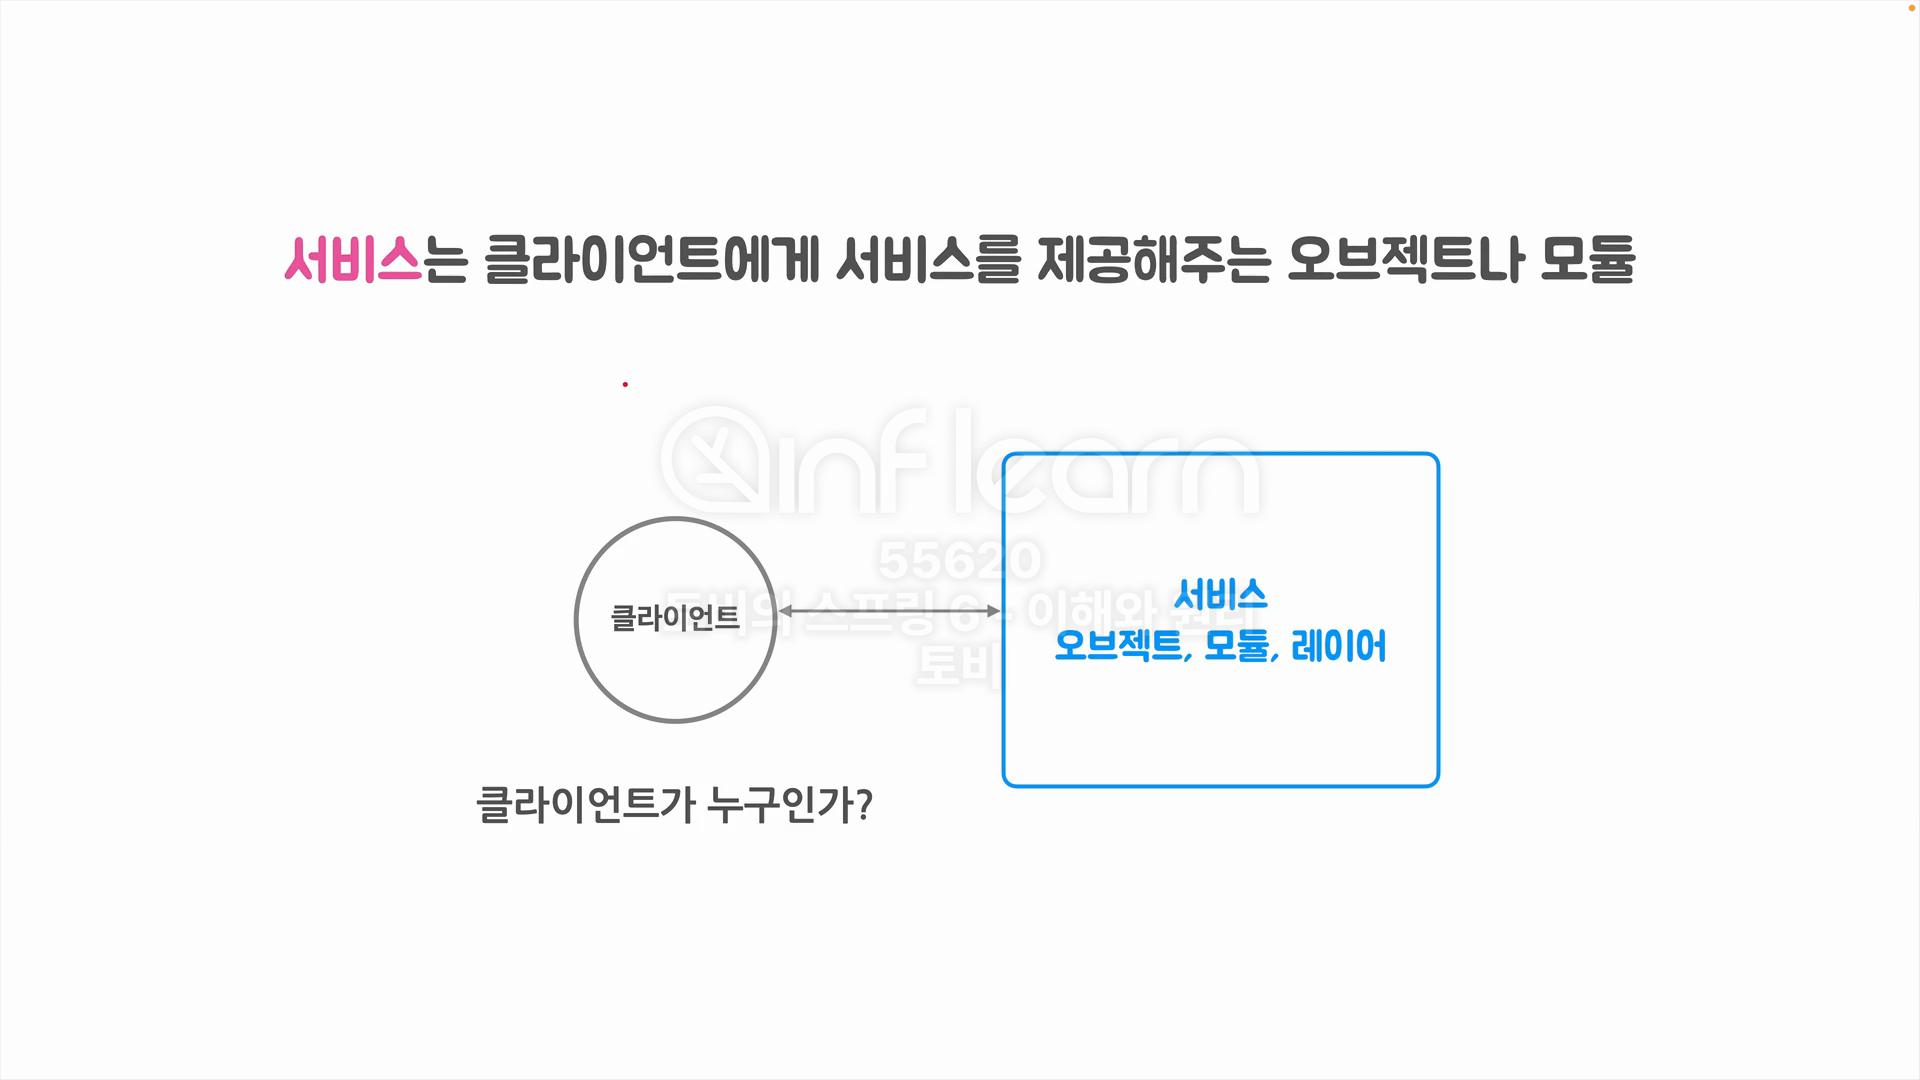 서비스는 클라이언트에게 서비스를 제공해주는 오브젝트나 모듈
inflearn
55620
토비의 스프링 6 - 이해와 원리
토비
클라이언트
서비스
오브젝트, 모듈, 레이어
클라이언트가 누구인가?